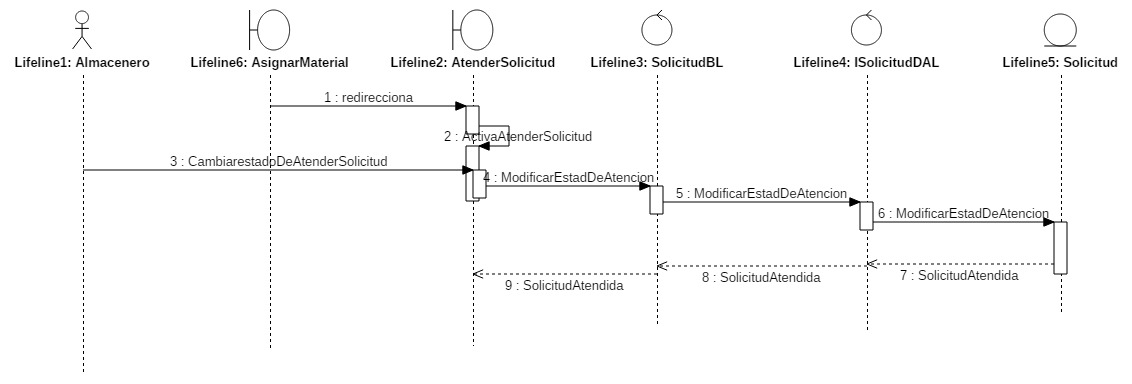 Lifeline1: Almacenero
Lifeline6: AsignarMaterial
Lifeline2: AtenderSolicitud
Lifeline3: SolicitudBL
Lifeline4: ISolicitudDAL
Lifeline5: Solicitud
1 : redirecciona
2 : ActivaAtenderSolicitud
3 : CambiarestadoDeAtenderSolicitud
4 : ModificarEstadDeAtencion
5 : ModificarEstadDeAtencion
6 : ModificarEstadDeAtencion
7 : SolicitudAtendida
8 : SolicitudAtendida
9 : SolicitudAtendida